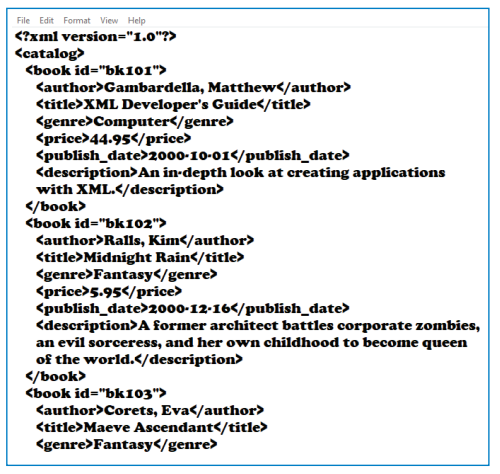 File Edit Format View Help
<?xml version="1.0"?>
<catalog>
<book id="bk101">
<author>Gambardella, Matthew</author>
<title>XML Developer's Guide</title>
<genre>Computer</genre>
<price>44.95</price>
<publish_date>2000-10-01</publish_date>
<description>An in-depth look at creating applications
with XML.</description>
</book>
<book id="bk102">
<author>Ralls, Kim</author>
<title>Midnight Rain</title>
<genre>Fantasy</genre>
<price>5.95</price>
<publish_date>2000-12-16</publish_date>
<description>A former architect battles corporate zombies,
an evil sorceress, and her own childhood to become queen
of the world.</description>
</book>
<book id="bk103">
<author>Corets, Eva</author>
<title>Maeve Ascendant</title>
<genre>Fantasy</genre>